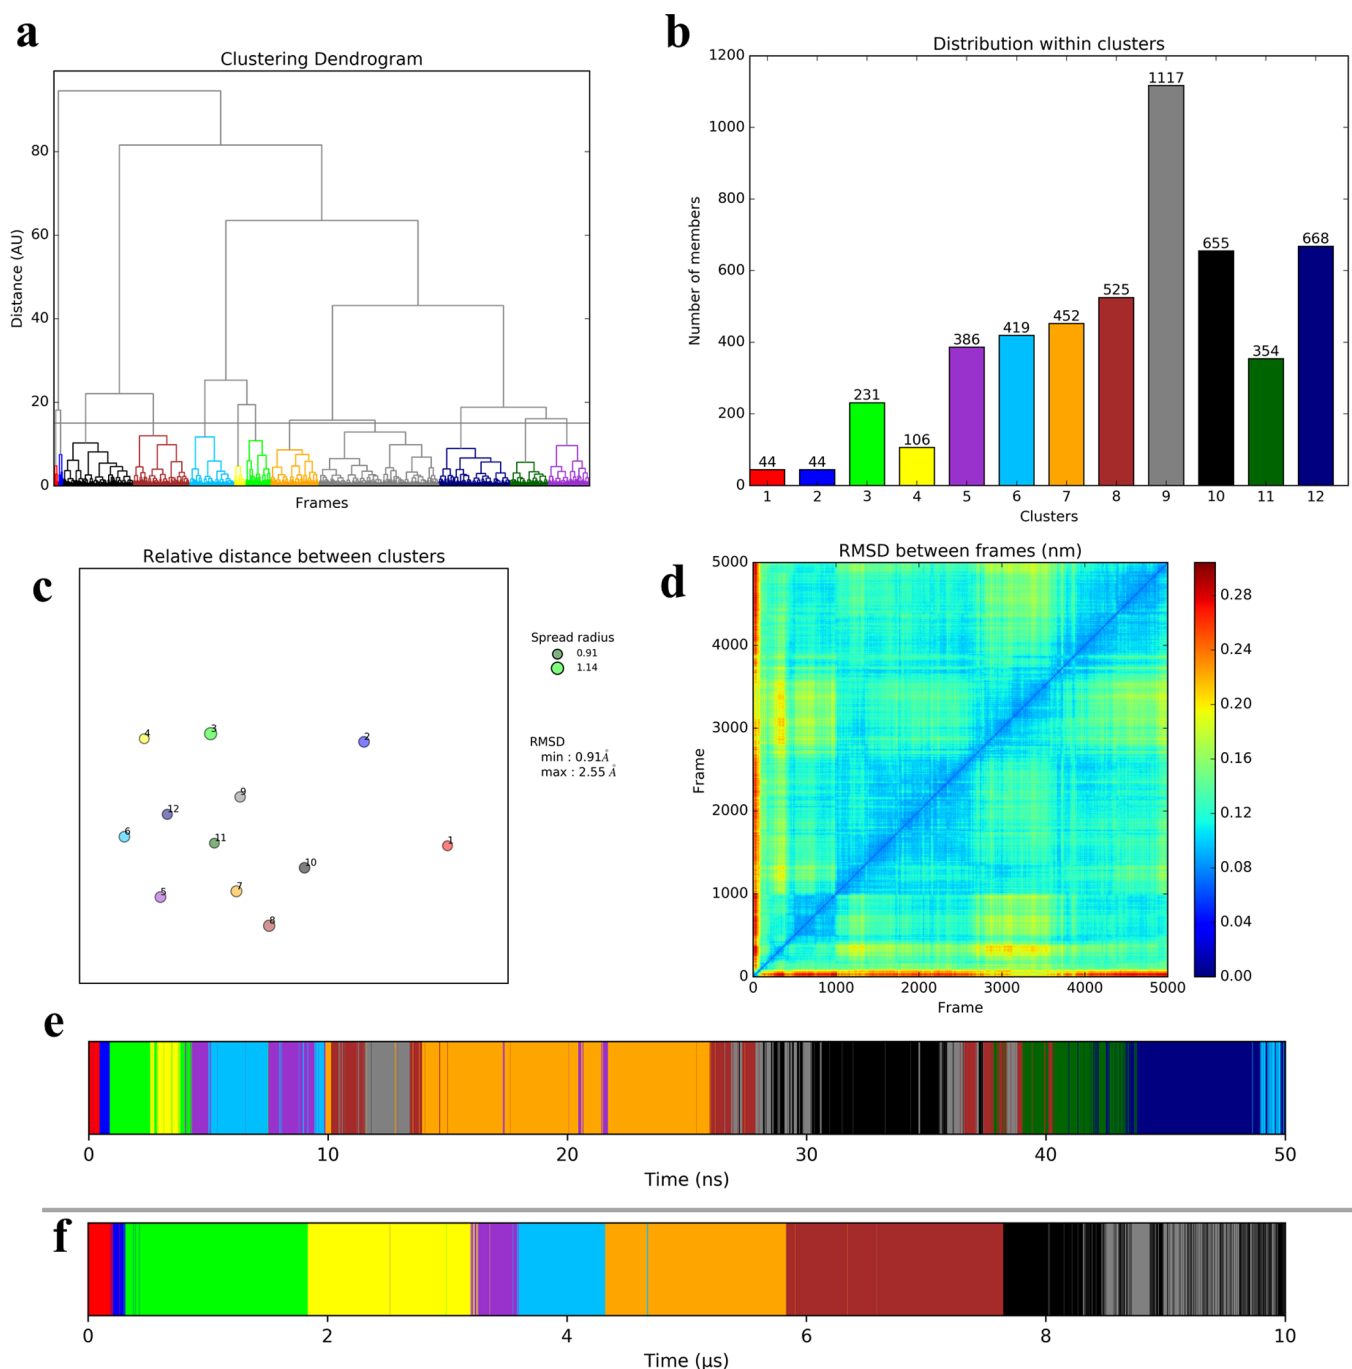 a
Clustering Dendrogram
Distance (AU)
80
60
40
20
0
Frames
b
Distribution within clusters
Number of members
1200
1000
800
600
400
200
0
44
44
231
106
386
419
452
525
1117
655
354
668
1 2 3 4 5 6 7 8 9 10 11 12
Clusters
c
Relative distance between clusters
4
3
2
9
12
6
11
1
10
5
7
8
Spread radius
0.91
1.14
RMSD
min : 0.91Å
max : 2.55 Å
d
RMSD between frames (nm)
Frame
5000
4000
3000
2000
1000
0
0 1000 2000 3000 4000 5000
Frame
0.28
0.24
0.20
0.16
0.12
0.08
0.04
0.00
e
0 10 20 30 40 50
Time (ns)
f
0 2 4 6 8 10
Time (µs)